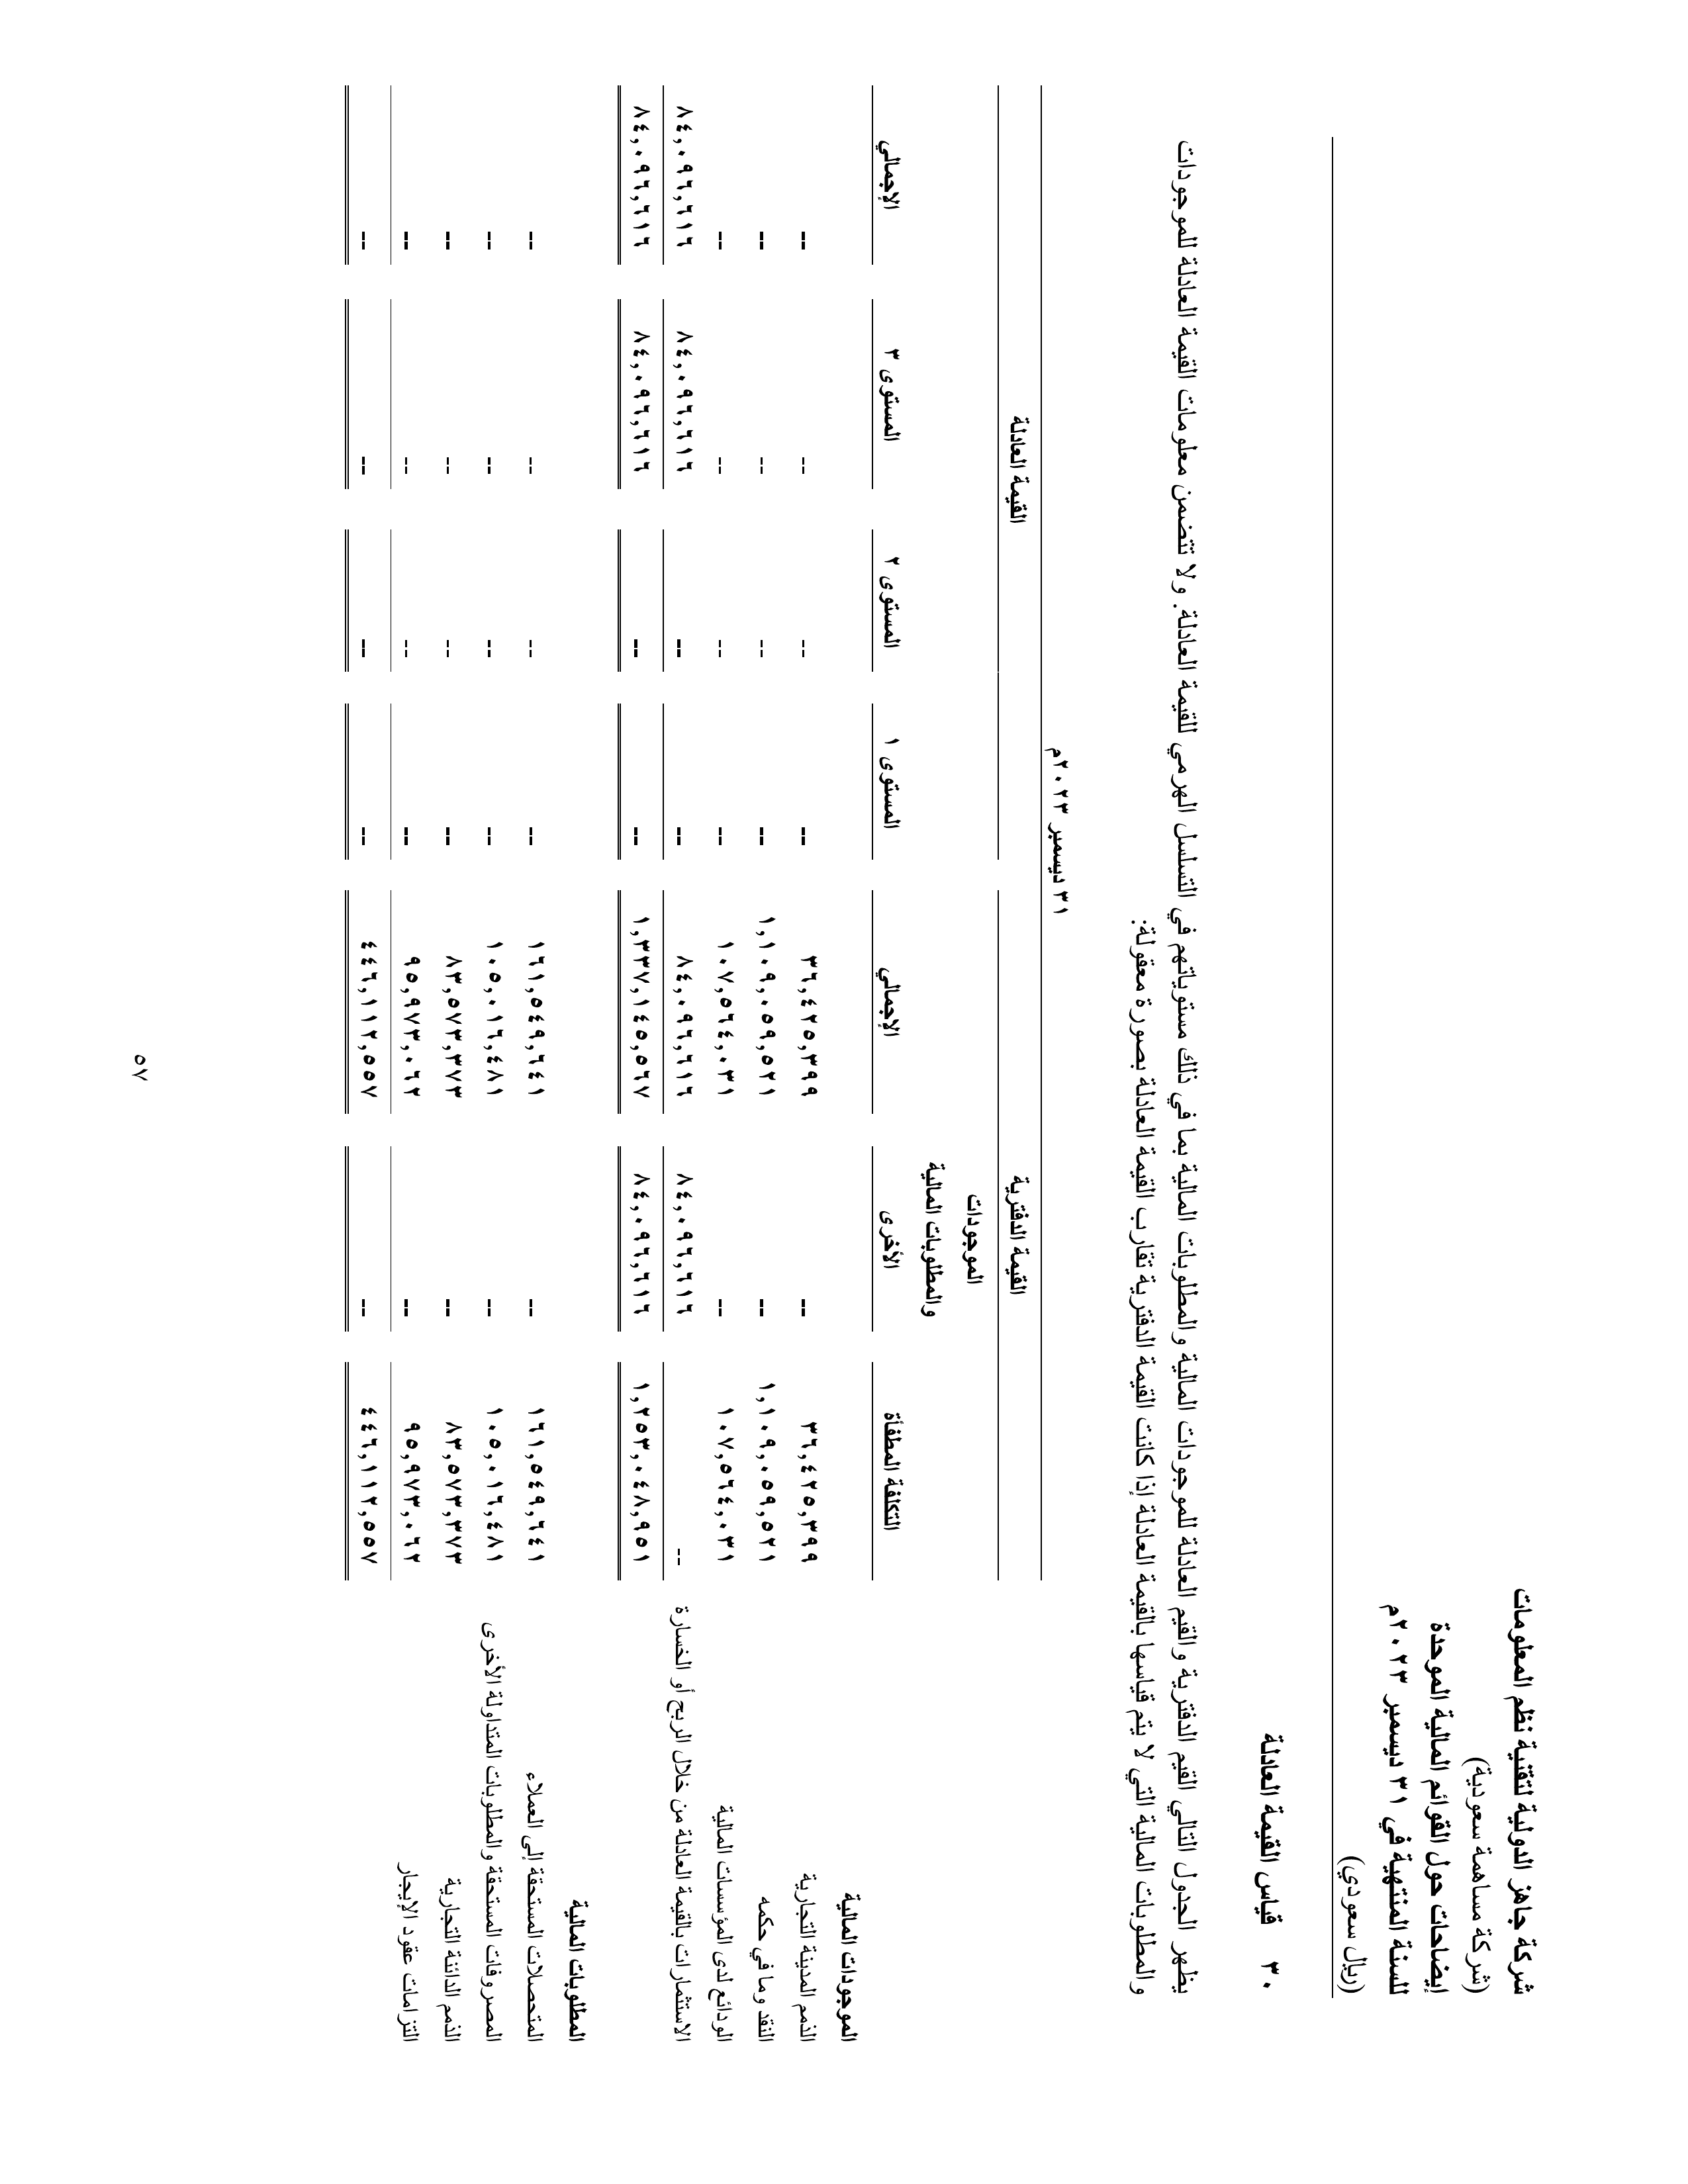 شركة جاهز الدولية لتقنية نظم المعلومات
(شركة مساهمة سعودية)
إيضاحات حول القوائم المالية الموحدة
للسنة المنتهية في ٣١ ديسمبر ٢٠٢٣م
(ريال سعودي)
٣٠ قياس القيمة العادلة
يظهر الجدول التالي القيم الدفترية والقيم العادلة للموجودات المالية والمطلوبات المالية بما في ذلك مستوياتهم في التسلسل الهرمي للقيمة العادلة. ولا تتضمن معلومات القيمة العادلة للموجودات
والمطلوبات المالية التي لا يتم قياسها بالقيمة العادلة إذا كانت القيمة الدفترية تقارب القيمة العادلة بصورة معقولة:
٣١ ديسمبر ٢٠٢٣م
القيمة الدفترية القيمة العادلة
الموجودات
والمطلوبات المالية
التكلفة المطفأة الأخرى الإجمالي المستوى ١ المستوى ٢ المستوى ٣ الإجمالي
الموجودات المالية
الذمم المدينة التجارية ٣٦,٤٢٥,٣٩٩ -- ٣٦,٤٢٥,٣٩٩ -- -- -- --
النقد وما في حكمه ١,١٠٩,٠٥٩,٥٢١ -- ١,١٠٩,٠٥٩,٥٢١ -- -- -- --
الودائع لدى المؤسسات المالية ١٠٧,٥٦٤,٠٣١ -- ١٠٧,٥٦٤,٠٣١ -- -- -- --
الاستثمارات بالقيمة العادلة من خلال الربح أو الخسارة -- ٨٤,٠٩٦,٦١٦ ٨٤,٠٩٦,٦١٦ -- -- ٨٤,٠٩٦,٦١٦ ٨٤,٠٩٦,٦١٦
١,٢٥٣,٠٤٨,٩٥١ ٨٤,٠٩٦,٦١٦ ١,٣٣٧,١٤٥,٥٦٧ -- -- ٨٤,٠٩٦,٦١٦ ٨٤,٠٩٦,٦١٦
المطلوبات المالية
المتحصلات المستحقة إلى العملاء ١٦١,٥٤٩,٦٤١ -- ١٦١,٥٤٩,٦٤١ -- -- -- --
المصروفات المستحقة والمطلوبات المتداولة الأخرى ١٠٥,٠١٦,٤٨١ -- ١٠٥,٠١٦,٤٨١ -- -- -- --
الذمم الدائنة التجارية ٨٣,٥٧٣,٣٧٣ -- ٨٣,٥٧٣,٣٧٣ -- -- -- --
التزامات عقود الإيجار ٩٥,٩٧٣,٠٦٢ -- ٩٥,٩٧٣,٠٦٢ -- -- -- --
٤٤٦,١١٢,٥٥٧ -- ٤٤٦,١١٢,٥٥٧ -- -- -- --
٥٧